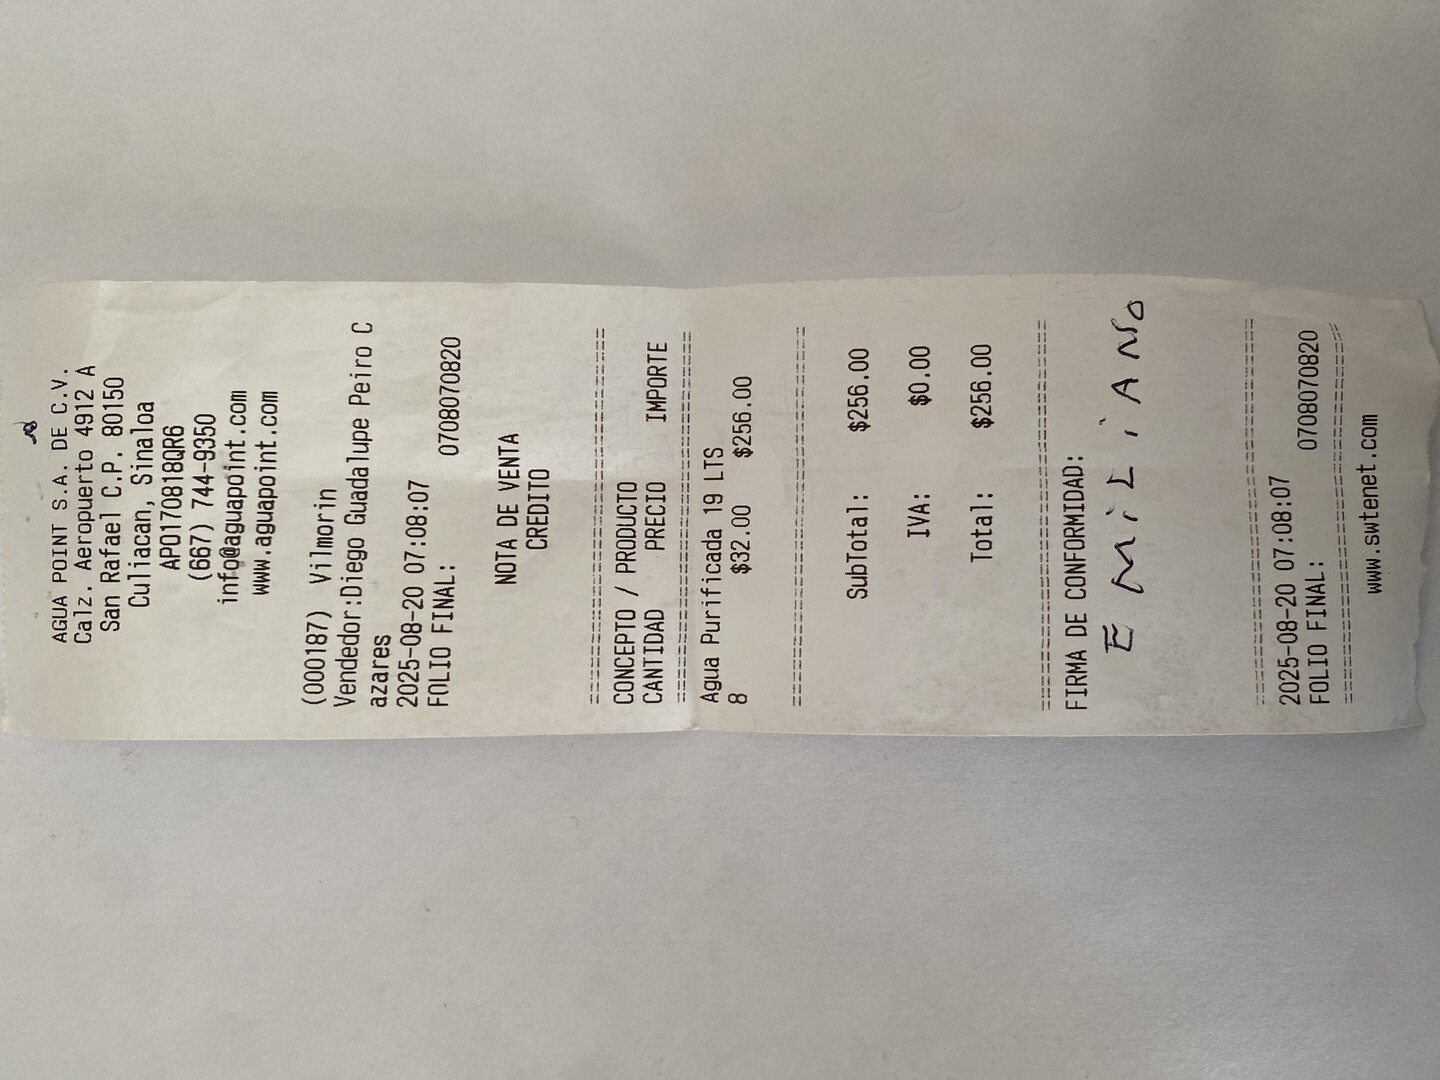 AGUA POINT S.A. DE C.V.
Calz. Aeropuerto 4912 A
San Rafael C.P. 80150
Culiacan, Sinaloa
APO170818QR6
(667) 744-9350
info@aguapoint.com
www.aguapoint.com
(000187) Vilmorin
Vendedor:Diego Guadalupe Peiro C
azares
2025-08-20 07:08:07
FOLIO FINAL: 0708070820
NOTA DE VENTA
CREDITO
================================
CONCEPTO / PRODUCTO
CANTIDAD PRECIO IMPORTE
================================
Agua Purificada 19 LTS
8 $32.00 $256.00
================================
SubTotal: $256.00
IVA: $0.00
Total: $256.00
================================
FIRMA DE CONFORMIDAD:
EMiLiANO
================================
2025-08-20 07:08:07
FOLIO FINAL: 0708070820
================================
www.swtenet.com